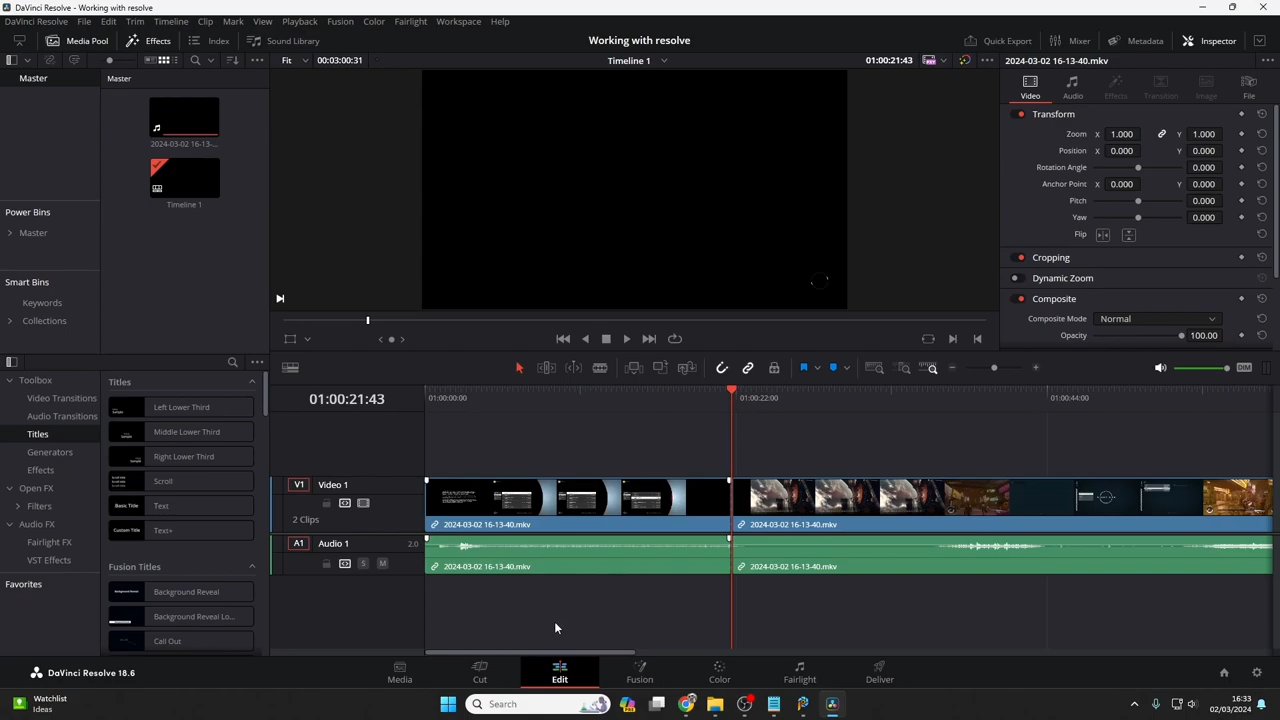 DaVinci Resolve - Working with resolve
DaVinci Resolve File Edit Trim Timeline Clip Mark View Playback Fusion Color Fairlight Workspace Help
Media Pool Effects Index Sound Library Working with resolve Quick Export Mixer Metadata Inspector
Fit 00:03:00:31 Timeline 1 01:00:21:43 2024-03-02 16-13-40.mkv
Master Master
Video Audio Effects Transition Image File
2024-03-02 16-13-...
Timeline 1
Power Bins
Master
Smart Bins
Keywords
Collections
Transform
Zoom X 1.000 Y 1.000
Position X 0.000 Y 0.000
Rotation Angle 0.000
Anchor Point X 0.000 Y 0.000
Pitch 0.000
Yaw 0.000
Flip
Cropping
Dynamic Zoom
Composite
Composite Mode Normal
Opacity 100.00
Toolbox
Video Transitions
Audio Transitions
Titles
Generators
Effects
Open FX
Filters
Audio FX
Fairlight FX
VST Effects
Favorites
Titles
Left Lower Third
Middle Lower Third
Right Lower Third
Scroll
Basic Title Text
Custom Title Text+
Fusion Titles
Background Reveal
Background Reveal Lo...
Call Out
DIM
01:00:21:43
01:00:00:00 01:00:22:00 01:00:44:00
V1 Video 1
2 Clips
2024-03-02 16-13-40.mkv 2024-03-02 16-13-40.mkv
A1 Audio 1 2.0
S M
2024-03-02 16-13-40.mkv 2024-03-02 16-13-40.mkv
DaVinci Resolve 18.6
Media Cut Edit Fusion Color Fairlight Deliver
Watchlist
Ideas
Search
16:33
02/03/2024